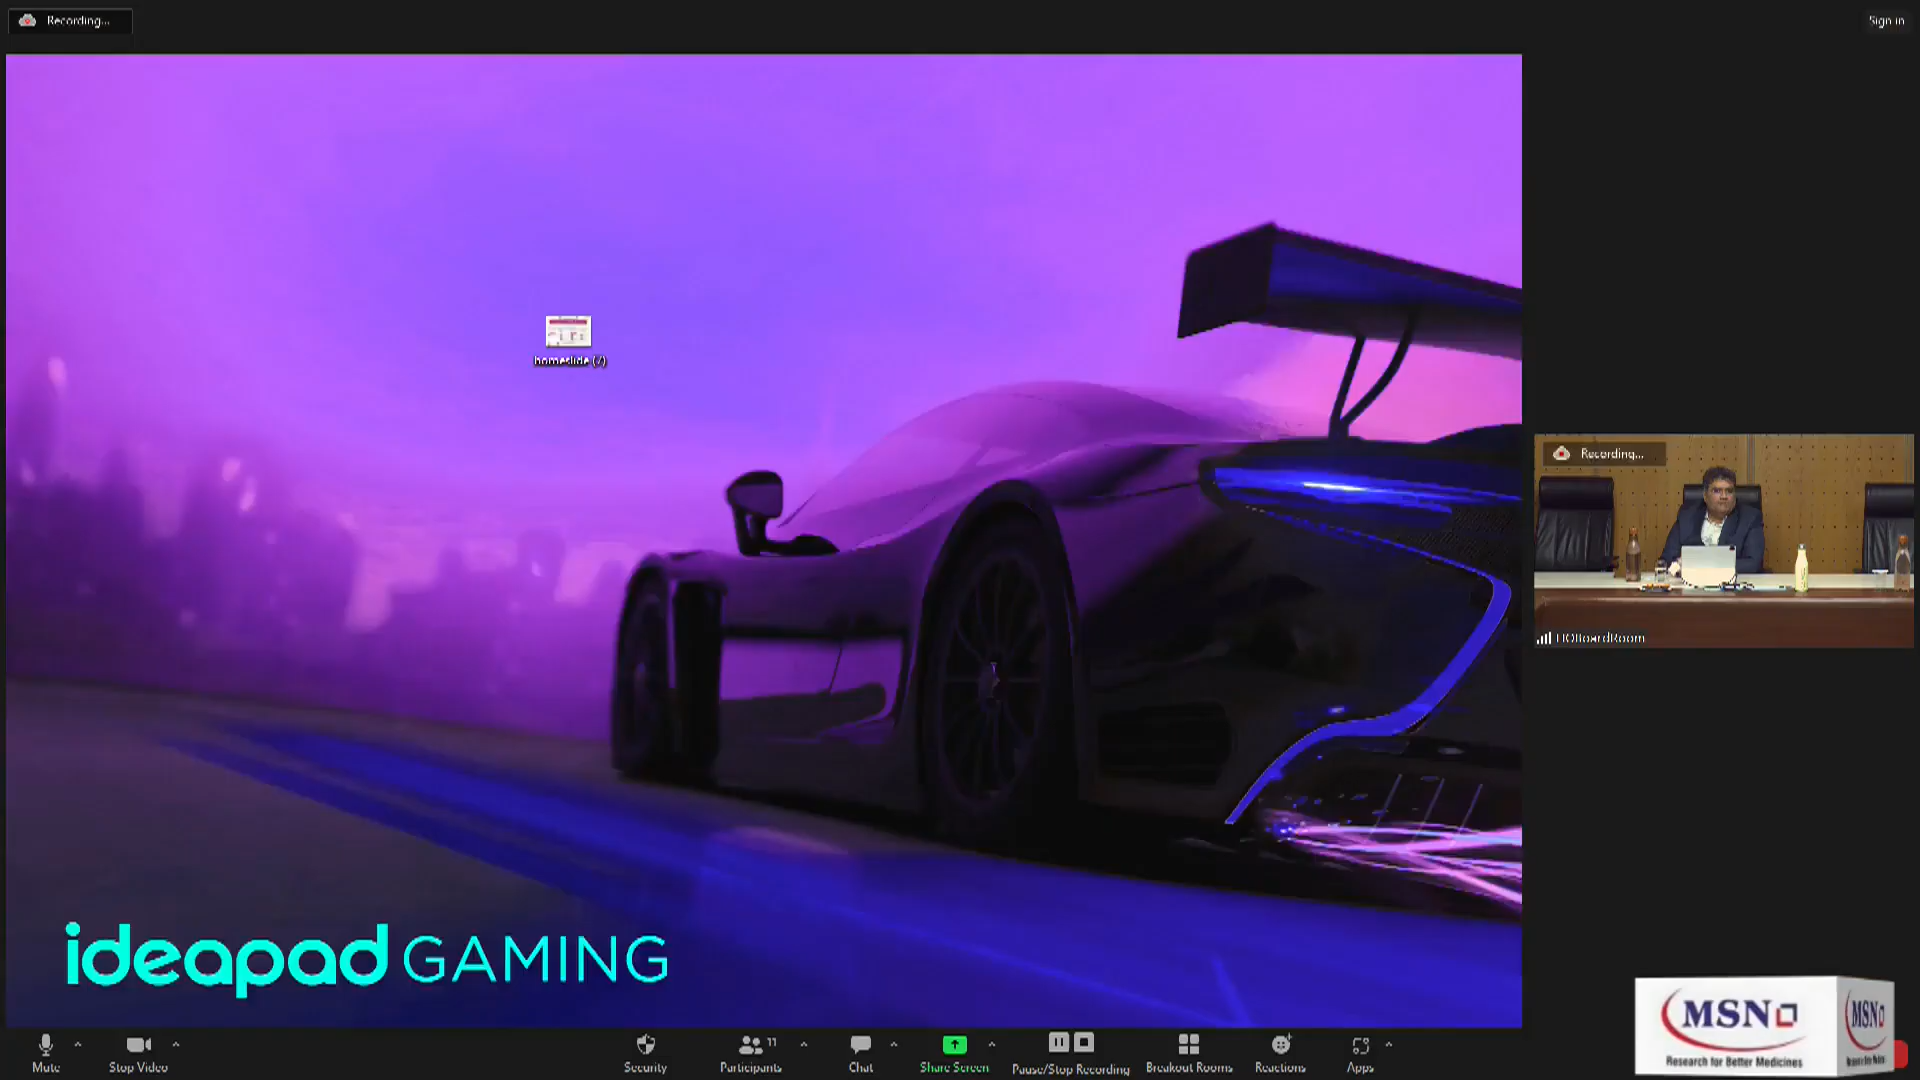 Recording...
Sign in
homeslide (7)
Recording...
HOBoardRoom
ideapad GAMING
MSN
Research for Better Medicines
MSN
Mute
Stop Video
Security
Participants
11
Chat
Share Screen
Pause/Stop Recording
Breakout Rooms
Reactions
Apps